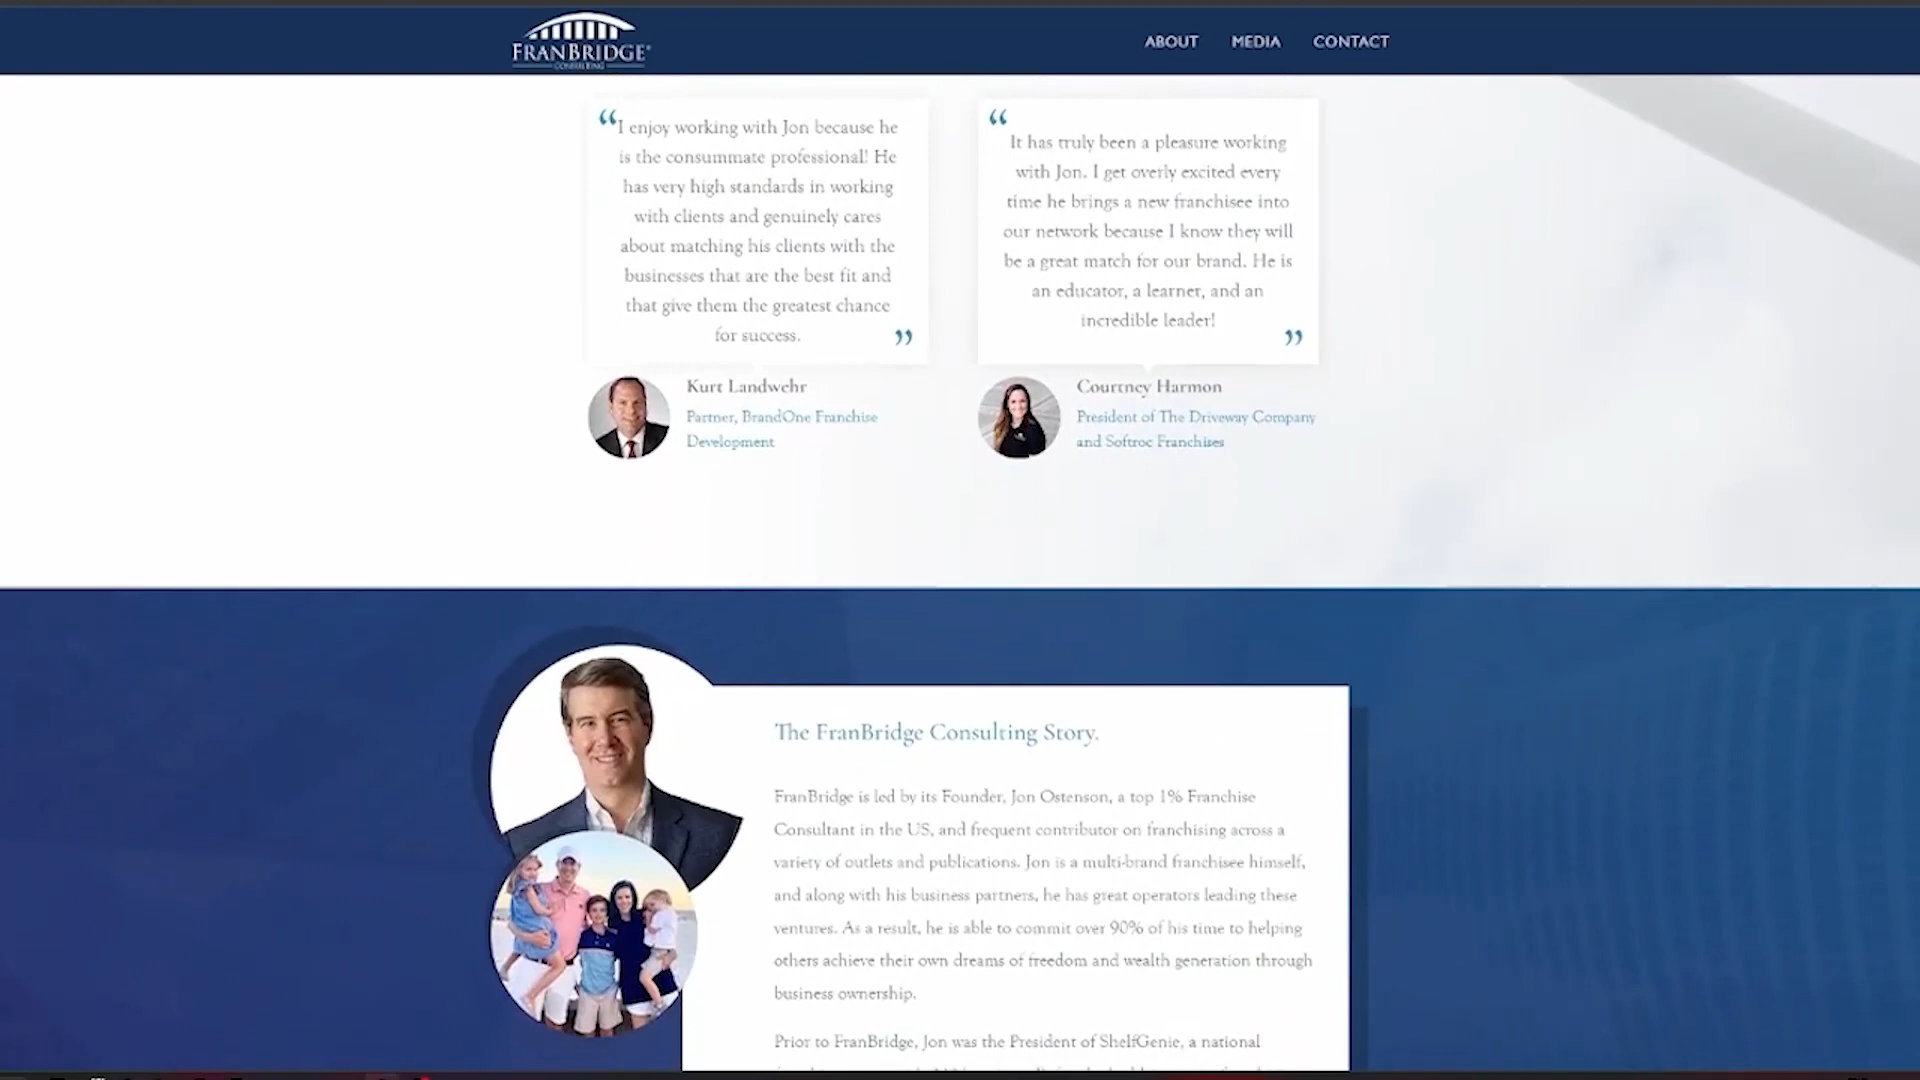 FRANBRIDGE
CONSULTING
ABOUT MEDIA CONTACT
“I enjoy working with Jon because he
is the consummate professional! He
has very high standards in working
with clients and genuinely cares
about matching his clients with the
businesses that are the best fit and
that give them the greatest chance
for success. ”
Kurt Landwehr
Partner, BrandOne Franchise
Development
“
It has truly been a pleasure working
with Jon. I get overly excited every
time he brings a new franchisee into
our network because I know they will
be a great match for our brand. He is
an educator, a learner, and an
incredible leader!
”
Courtney Harmon
President of The Driveway Company
and Softroc Franchises
The FranBridge Consulting Story.
FranBridge is led by its Founder, Jon Ostenson, a top 1% Franchise
Consultant in the US, and frequent contributor on franchising across a
variety of outlets and publications. Jon is a multi-brand franchisee himself,
and along with his business partners, he has great operators leading these
ventures. As a result, he is able to commit over 90% of his time to helping
others achieve their own dreams of freedom and wealth generation through
business ownership.
Prior to FranBridge, Jon was the President of ShelfGenie, a national